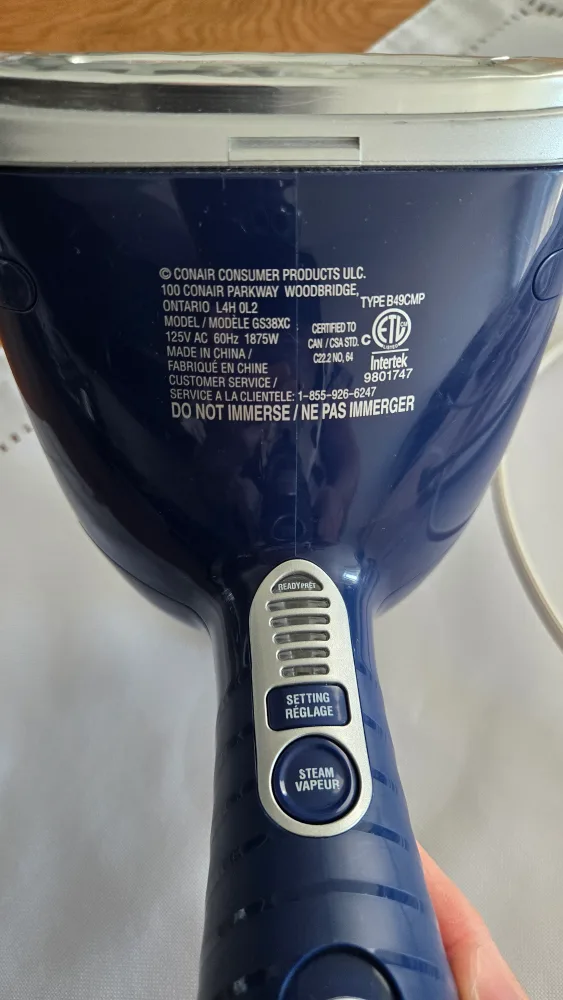 © CONAIR CONSUMER PRODUCTS ULC.
100 CONAIR PARKWAY WOODBRIDGE,
ONTARIO L4H 0L2
MODEL / MODÈLE GS38XC
125V AC 60Hz 1875W
MADE IN CHINA /
FABRIQUÉ EN CHINE
CUSTOMER SERVICE /
SERVICE A LA CLIENTELE: 1-855-926-6247
DO NOT IMMERSE / NE PAS IMMERGER
TYPE B49CMP
CERTIFIED TO
CAN / CSA STD.
C22.2 NO, 64
C ETL US
LISTED
Intertek
9801747
READY PRÊT
SETTING
RÉGLAGE
STEAM
VAPEUR